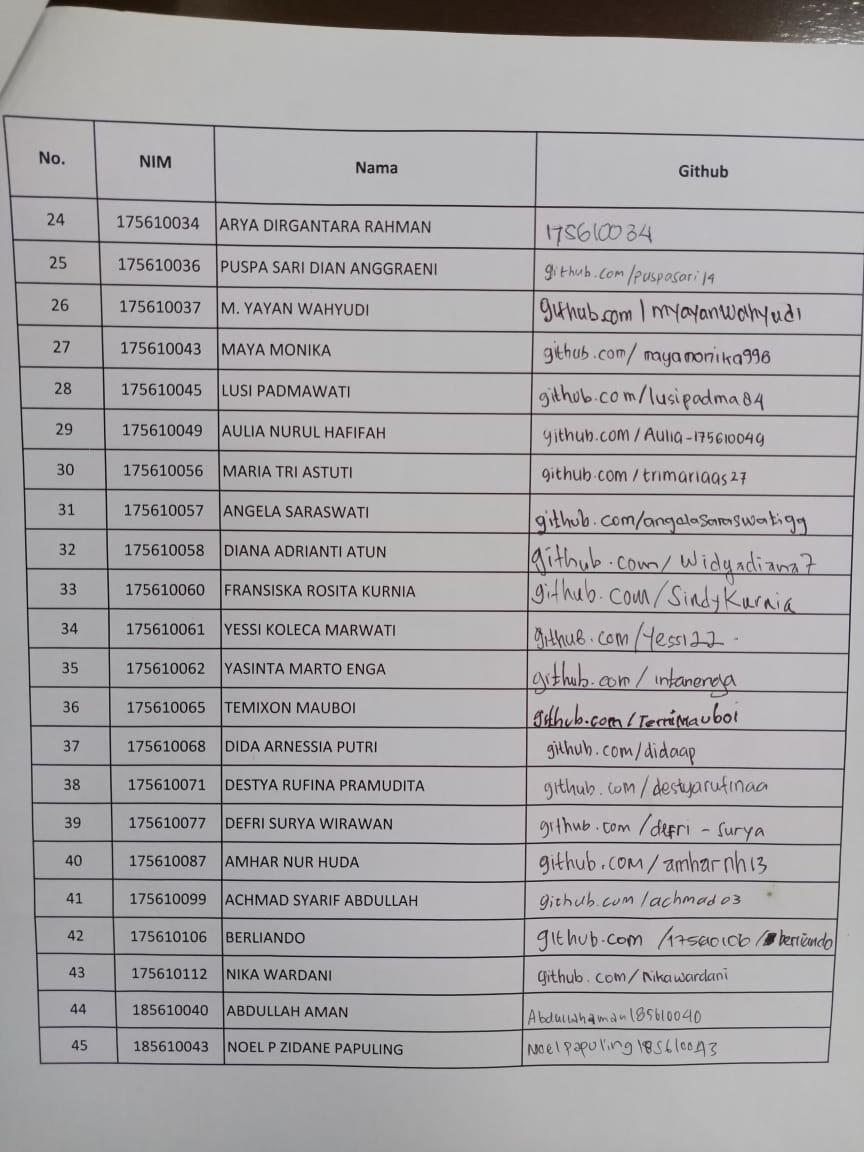 No. NIM Nama Github
24 175610034 ARYA DIRGANTARA RAHMAN 175610034
25 175610036 PUSPA SARI DIAN ANGGRAENI github.com/puspasari14
26 175610037 M. YAYAN WAHYUDI github.com/myayanwahyudi
27 175610043 MAYA MONIKA github.com/mayamonika996
28 175610045 LUSI PADMAWATI github.com/lusipadma84
29 175610049 AULIA NURUL HAFIFAH github.com/Aulia-175610049
30 175610056 MARIA TRI ASTUTI github.com/trimariaas27
31 175610057 ANGELA SARASWATI github.com/angelasaraswatigg
32 175610058 DIANA ADRIANTI ATUN github.com/Widyadiana7
33 175610060 FRANSISKA ROSITA KURNIA github.com/SindyKurnia
34 175610061 YESSI KOLECA MARWATI github.com/Yessi22
35 175610062 YASINTA MARTO ENGA github.com/intanenga
36 175610065 TEMIXON MAUBOI github.com/TemiMauboi
37 175610068 DIDA ARNESSIA PUTRI github.com/didaap
38 175610071 DESTYA RUFINA PRAMUDITA github.com/destyarufinaa
39 175610077 DEFRI SURYA WIRAWAN github.com/defri-surya
40 175610087 AMHAR NUR HUDA github.com/amharnh13
41 175610099 ACHMAD SYARIF ABDULLAH github.com/achmad03
42 175610106 BERLIANDO github.com /175610106/berliando
43 175610112 NIKA WARDANI github.com/Nikawardani
44 185610040 ABDULLAH AMAN Abdullahaman185610040
45 185610043 NOEL P ZIDANE PAPULING Noelpapuling185610043